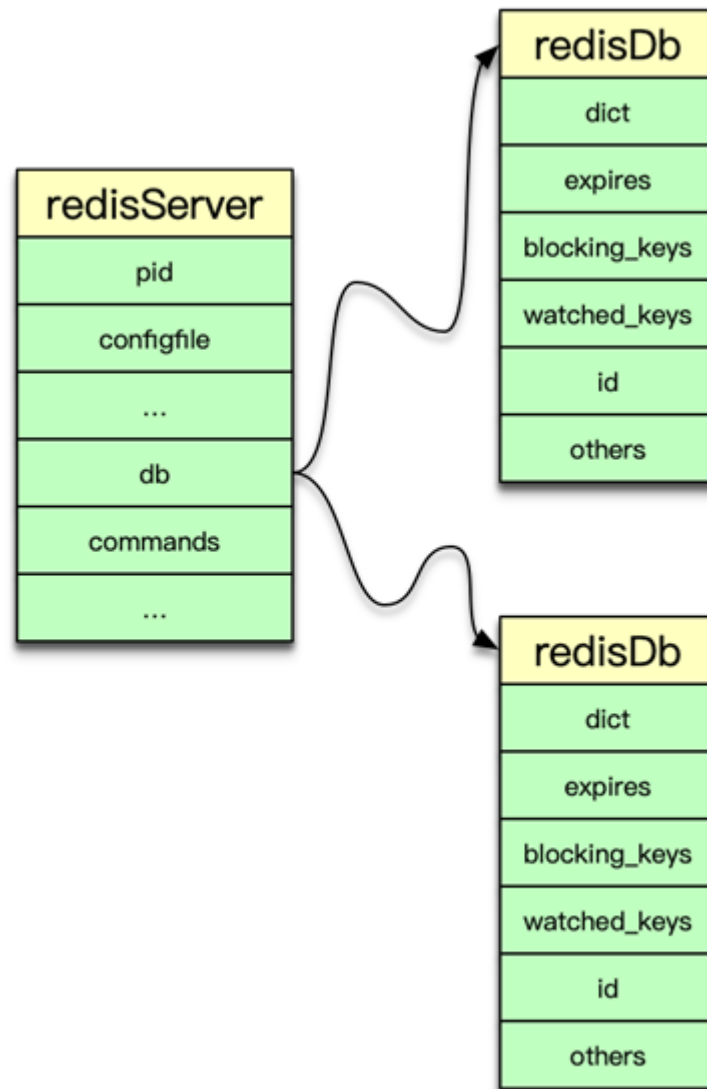 redisServer
pid
configfile
...
db
commands
...
redisDb
dict
expires
blocking_keys
watched_keys
id
others
redisDb
dict
expires
blocking_keys
watched_keys
id
others